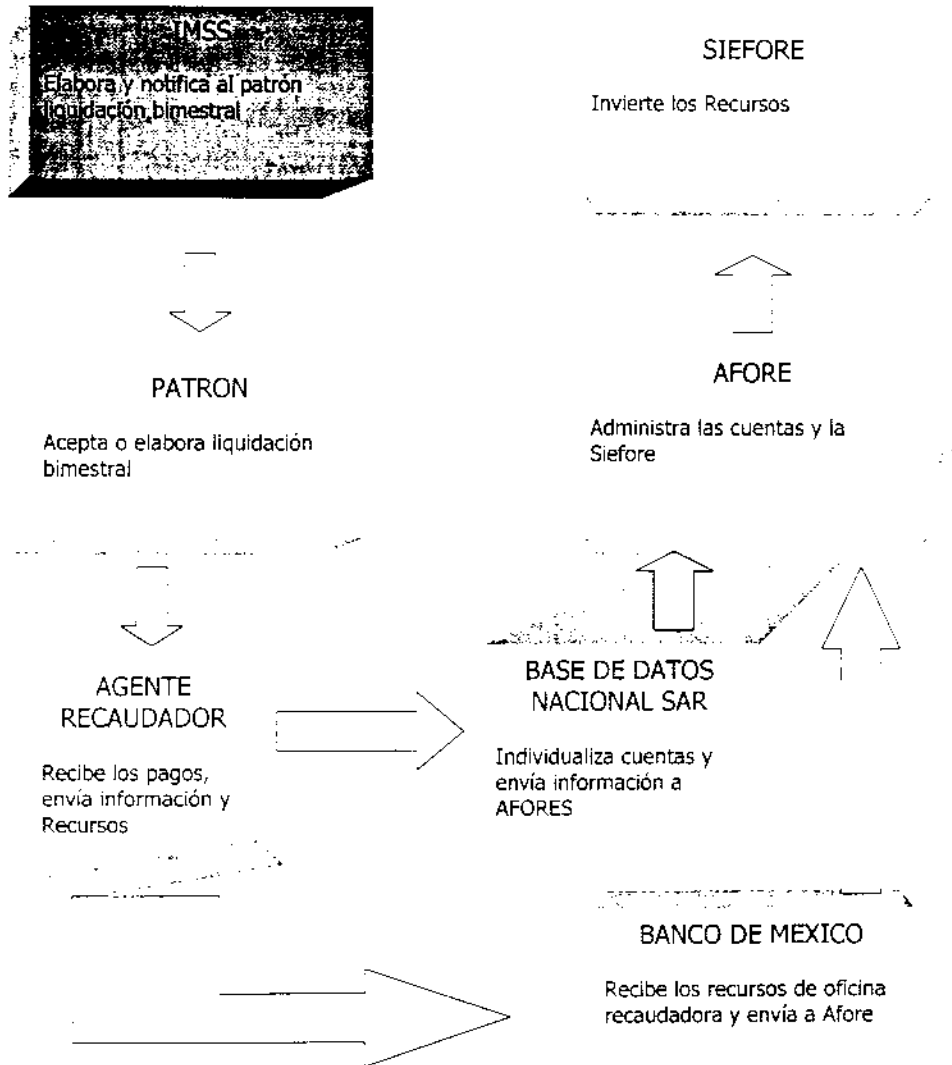 IMSS
Elabora y notifica al patrón
liquidación bimestral
SIEFORE
Invierte los Recursos
PATRON
Acepta o elabora liquidación
bimestral
AFORE
Administra las cuentas y la
Siefore
AGENTE
RECAUDADOR
Recibe los pagos,
envía información y
Recursos
BASE DE DATOS
NACIONAL SAR
Individualiza cuentas y
envía información a
AFORES
BANCO DE MEXICO
Recibe los recursos de oficina
recaudadora y envía a Afore